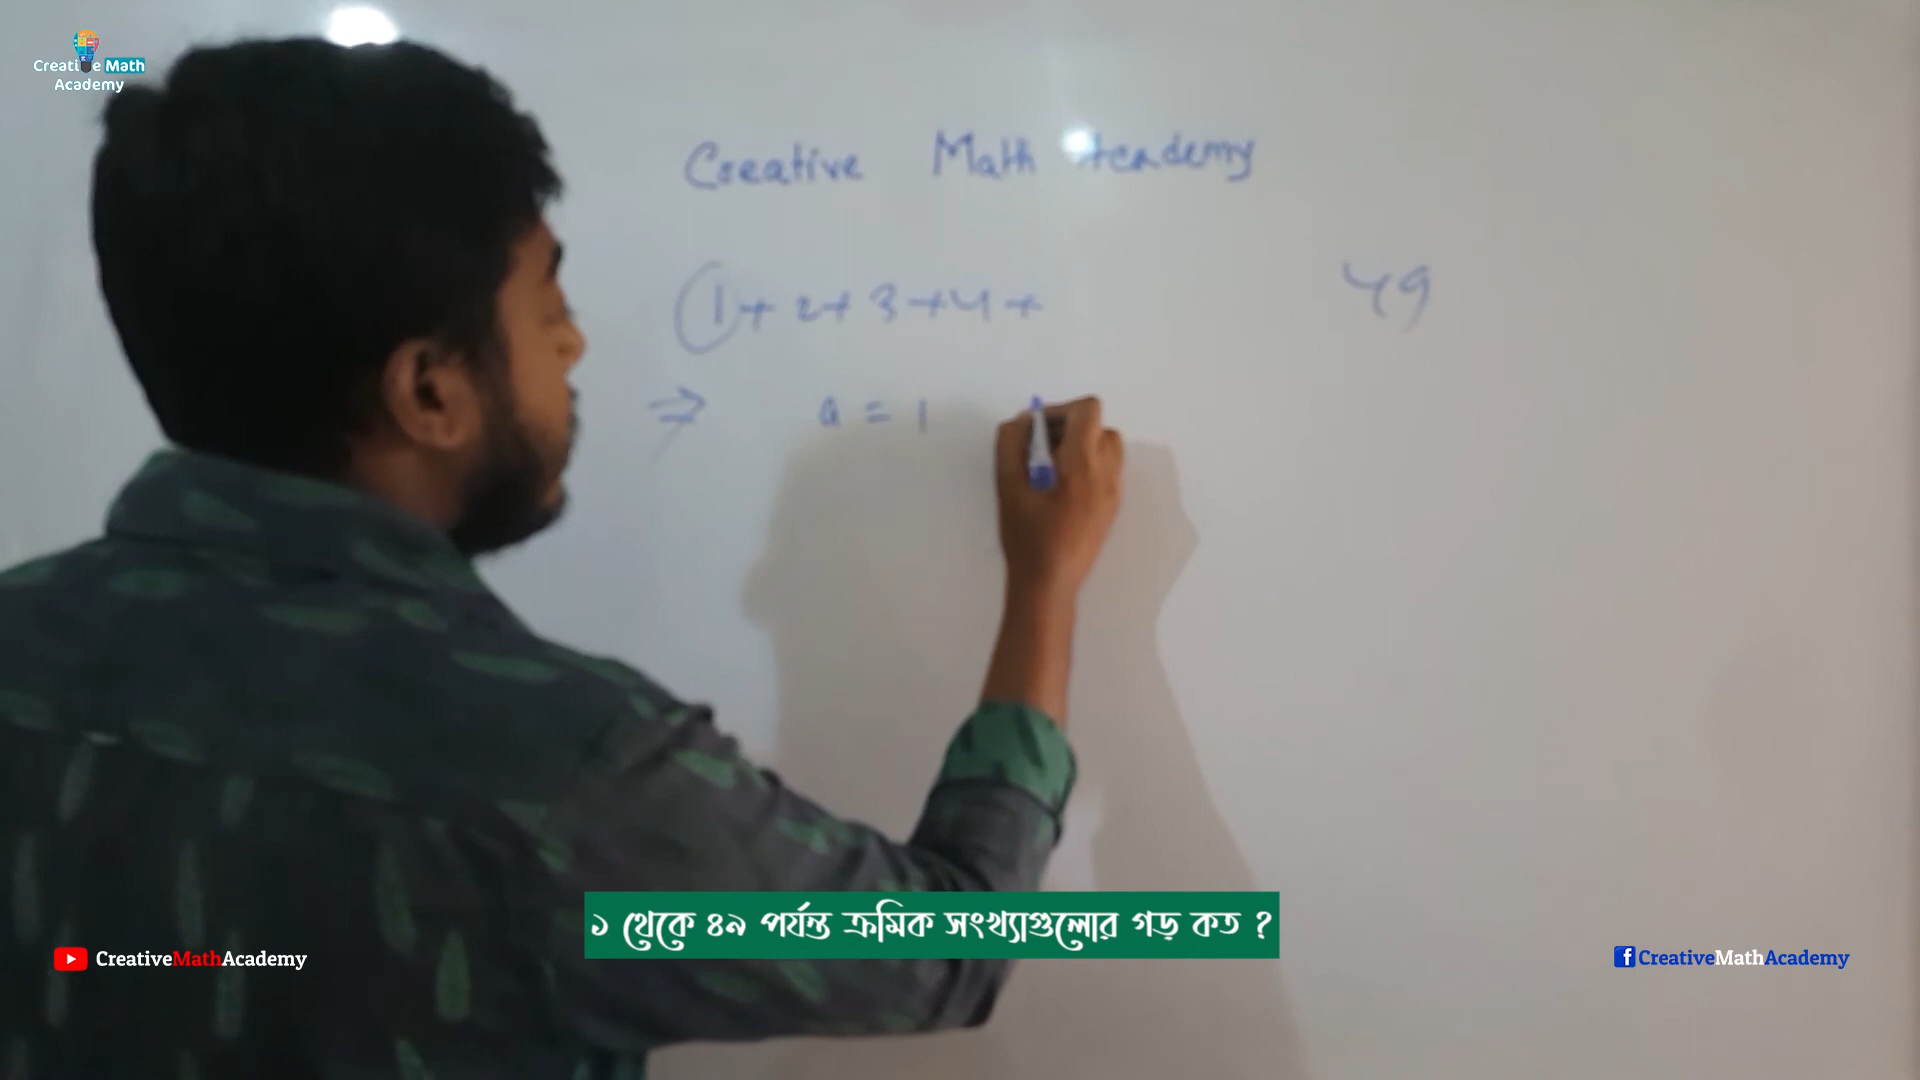 Creative Math
Academy
Creative Math Academy
1 + 2 + 3 + 4 + 49
⇒ a = 1
১ থেকে ৪৯ পর্যন্ত ক্রমিক সংখ্যাগুলোর গড় কত ?
CreativeMathAcademy
CreativeMathAcademy